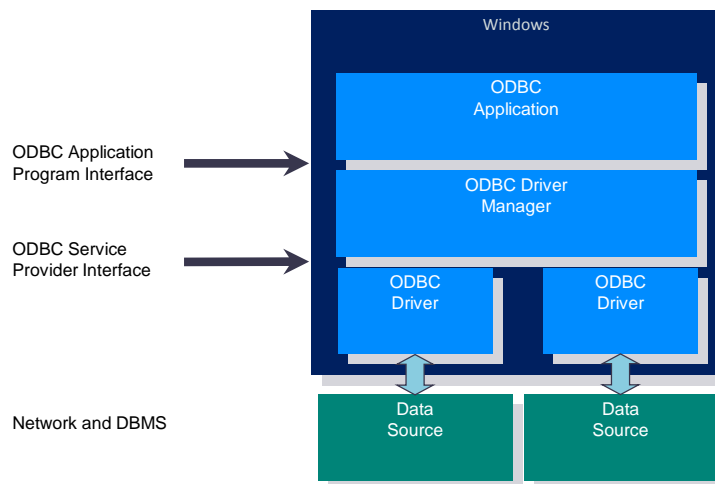 Windows
ODBC
Application
ODBC Application
Program Interface
ODBC Driver
Manager
ODBC Service
Provider Interface
ODBC
Driver
ODBC
Driver
Network and DBMS
Data
Source
Data
Source